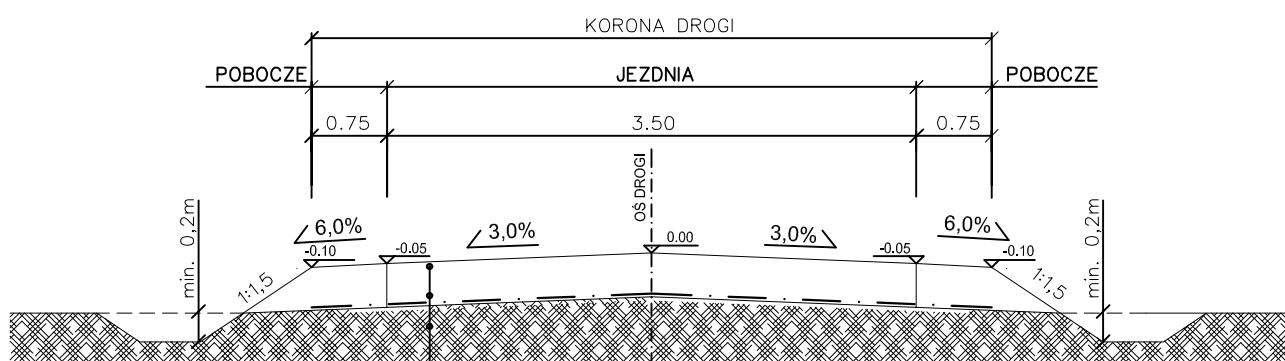 KORONA DROGI
POBOCZE JEZDNIA POBOCZE
0.75 3.50 0.75
OŚ DROGI
min. 0,2m 6,0% 3,0% 3,0% 6,0% min. 0,2m
-0.10 -0.05 0.00 -0.05 -0.10
1:1,5 1:1,5